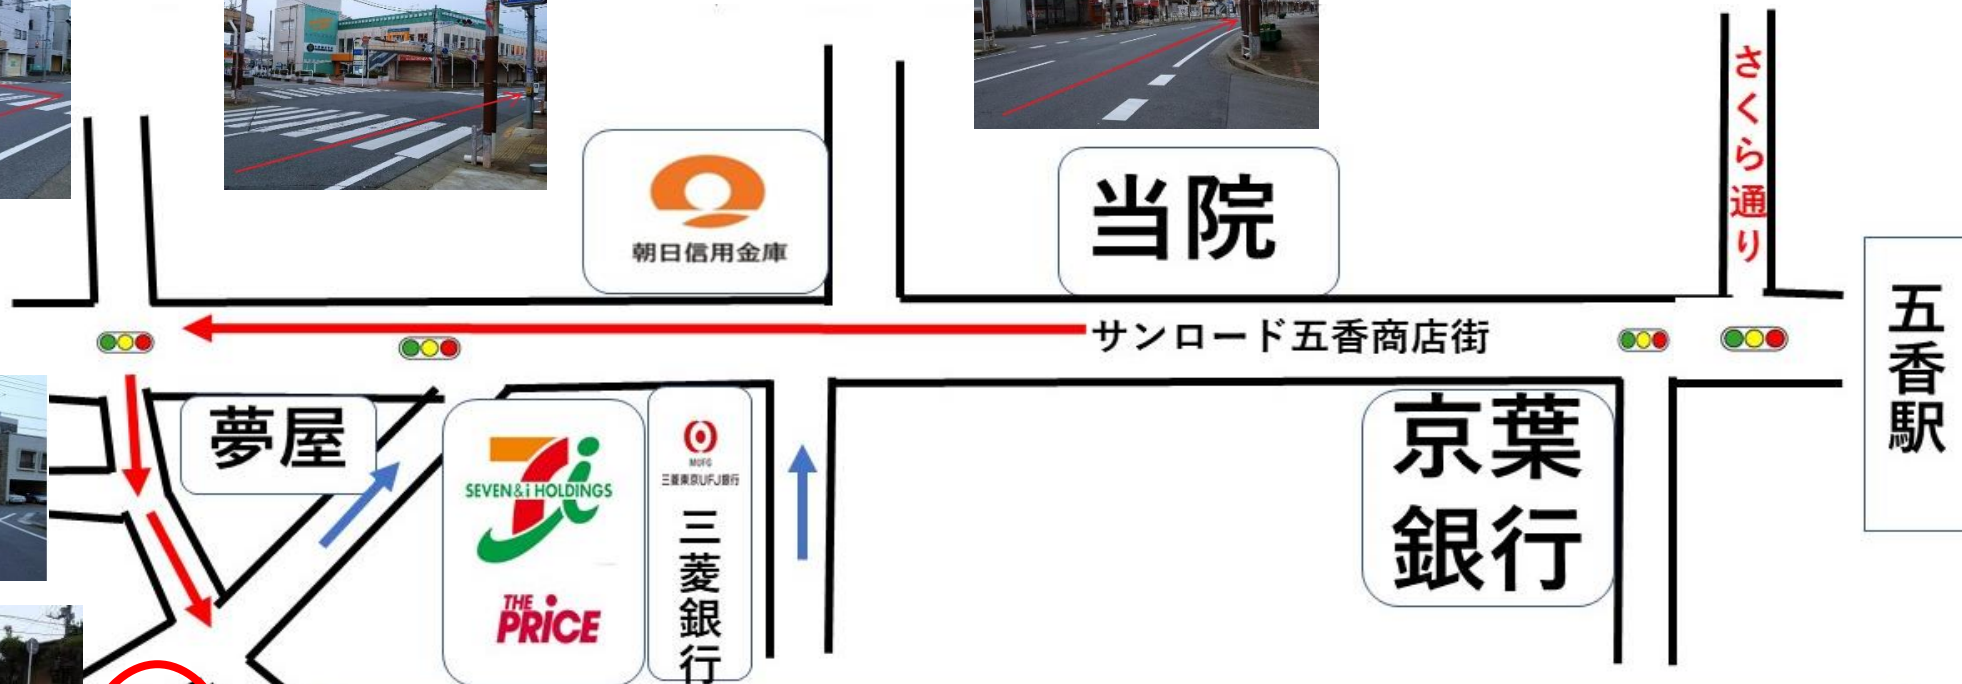 さくら通り
朝日信用金庫
当院
サンロード五香商店街
五香駅
夢屋
SEVEN&i HOLDINGS
THE PRICE
MUFG
三菱東京UFJ銀行
三菱銀行
京葉
銀行